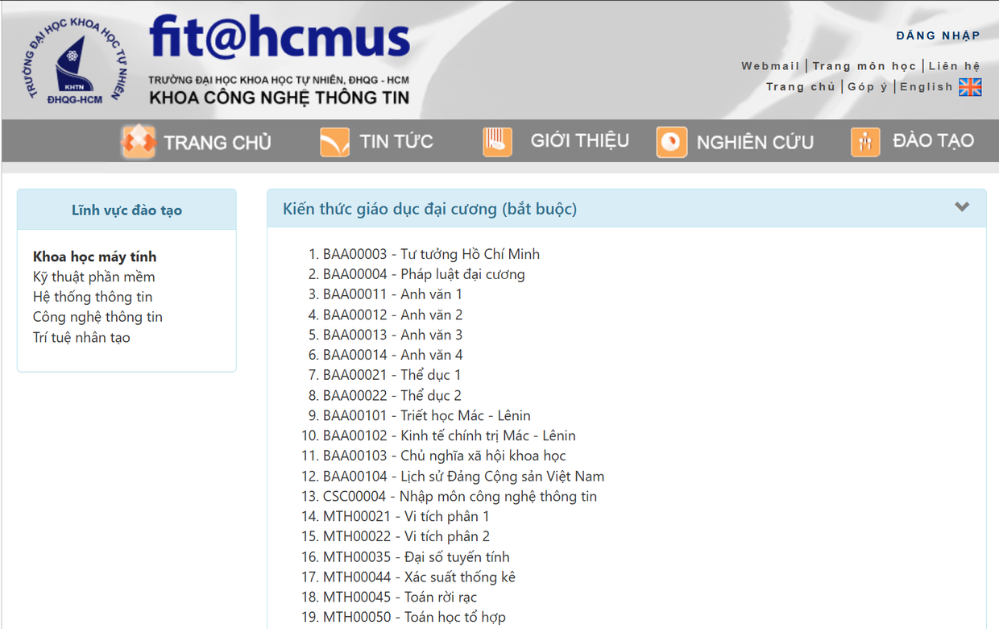 TRƯỜNG ĐẠI HỌC KHOA HỌC TỰ NHIÊN
KHTN
ĐHQG-HCM
fit@hcmus
TRƯỜNG ĐẠI HỌC KHOA HỌC TỰ NHIÊN, ĐHQG - HCM
KHOA CÔNG NGHỆ THÔNG TIN
ĐĂNG NHẬP
Webmail | Trang môn học | Liên hệ
Trang chủ | Góp ý | English
TRANG CHỦ TIN TỨC GIỚI THIỆU NGHIÊN CỨU ĐÀO TẠO
Lĩnh vực đào tạo
Khoa học máy tính
Kỹ thuật phần mềm
Hệ thống thông tin
Công nghệ thông tin
Trí tuệ nhân tạo
Kiến thức giáo dục đại cương (bắt buộc)
1. BAA00003 - Tư tưởng Hồ Chí Minh
2. BAA00004 - Pháp luật đại cương
3. BAA00011 - Anh văn 1
4. BAA00012 - Anh văn 2
5. BAA00013 - Anh văn 3
6. BAA00014 - Anh văn 4
7. BAA00021 - Thể dục 1
8. BAA00022 - Thể dục 2
9. BAA00101 - Triết học Mác - Lênin
10. BAA00102 - Kinh tế chính trị Mác - Lênin
11. BAA00103 - Chủ nghĩa xã hội khoa học
12. BAA00104 - Lịch sử Đảng Cộng sản Việt Nam
13. CSC00004 - Nhập môn công nghệ thông tin
14. MTH00021 - Vi tích phân 1
15. MTH00022 - Vi tích phân 2
16. MTH00035 - Đại số tuyến tính
17. MTH00044 - Xác suất thống kê
18. MTH00045 - Toán rời rạc
19. MTH00050 - Toán học tổ hợp